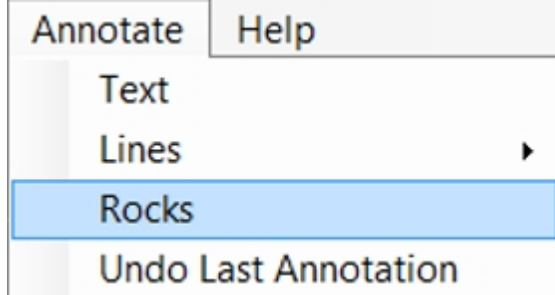 Annotate Help
Text
Lines
Rocks
Undo Last Annotation